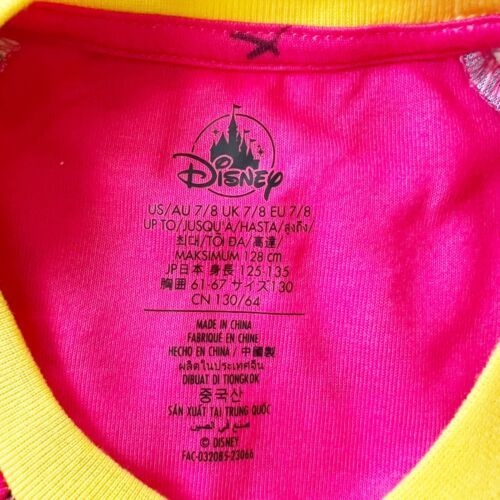 Disney
US/AU 7/8 UK 7/8 EU 7/8
UP TO/JUSQU'À/HASTA/สูงถึง/
최대/TỐI ĐA/高達/
MAKSIMUM 128 cm
JP日本 身長 125-135
胸囲 61-67 サイズ130
CN 130/64
MADE IN CHINA
FABRIQUÉ EN CHINE
HECHO EN CHINA / 中國製
ผลิตในประเทศจีน
DIBUAT DI TIONGKOK
중국산
SẢN XUẤT TẠI TRUNG QUỐC
صنع في الصين
© DISNEY
FAC-032085-23066